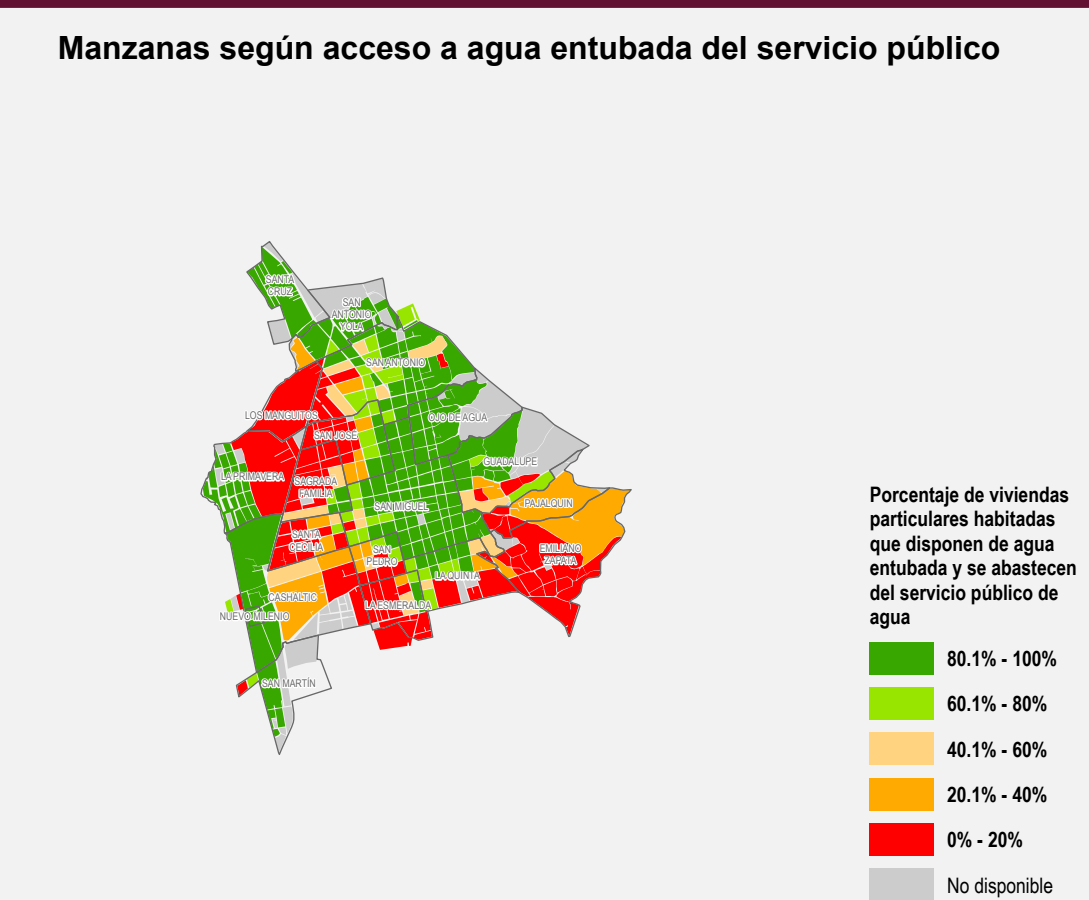 Manzanas según acceso a agua entubada del servicio público
SANTA
CRUZ
SAN
ANTONIO
YOLA
SAN ANTONIO
LOS MANGUITOS
OJO DE AGUA
SAN JOSÉ
GUADALUPE
LA PRIMAVERA
SAGRADA
FAMILIA
SAN MIGUEL
PAJALQUIN
SANTA
CECILIA
SAN
PEDRO
EMILIANO
ZAPATA
LA QUINTA
CASHALTIC
LA ESMERALDA
NUEVO MILENIO
SAN MARTÍN
Porcentaje de viviendas
particulares habitadas
que disponen de agua
entubada y se abastecen
del servicio público de
agua
80.1% - 100%
60.1% - 80%
40.1% - 60%
20.1% - 40%
0% - 20%
No disponible